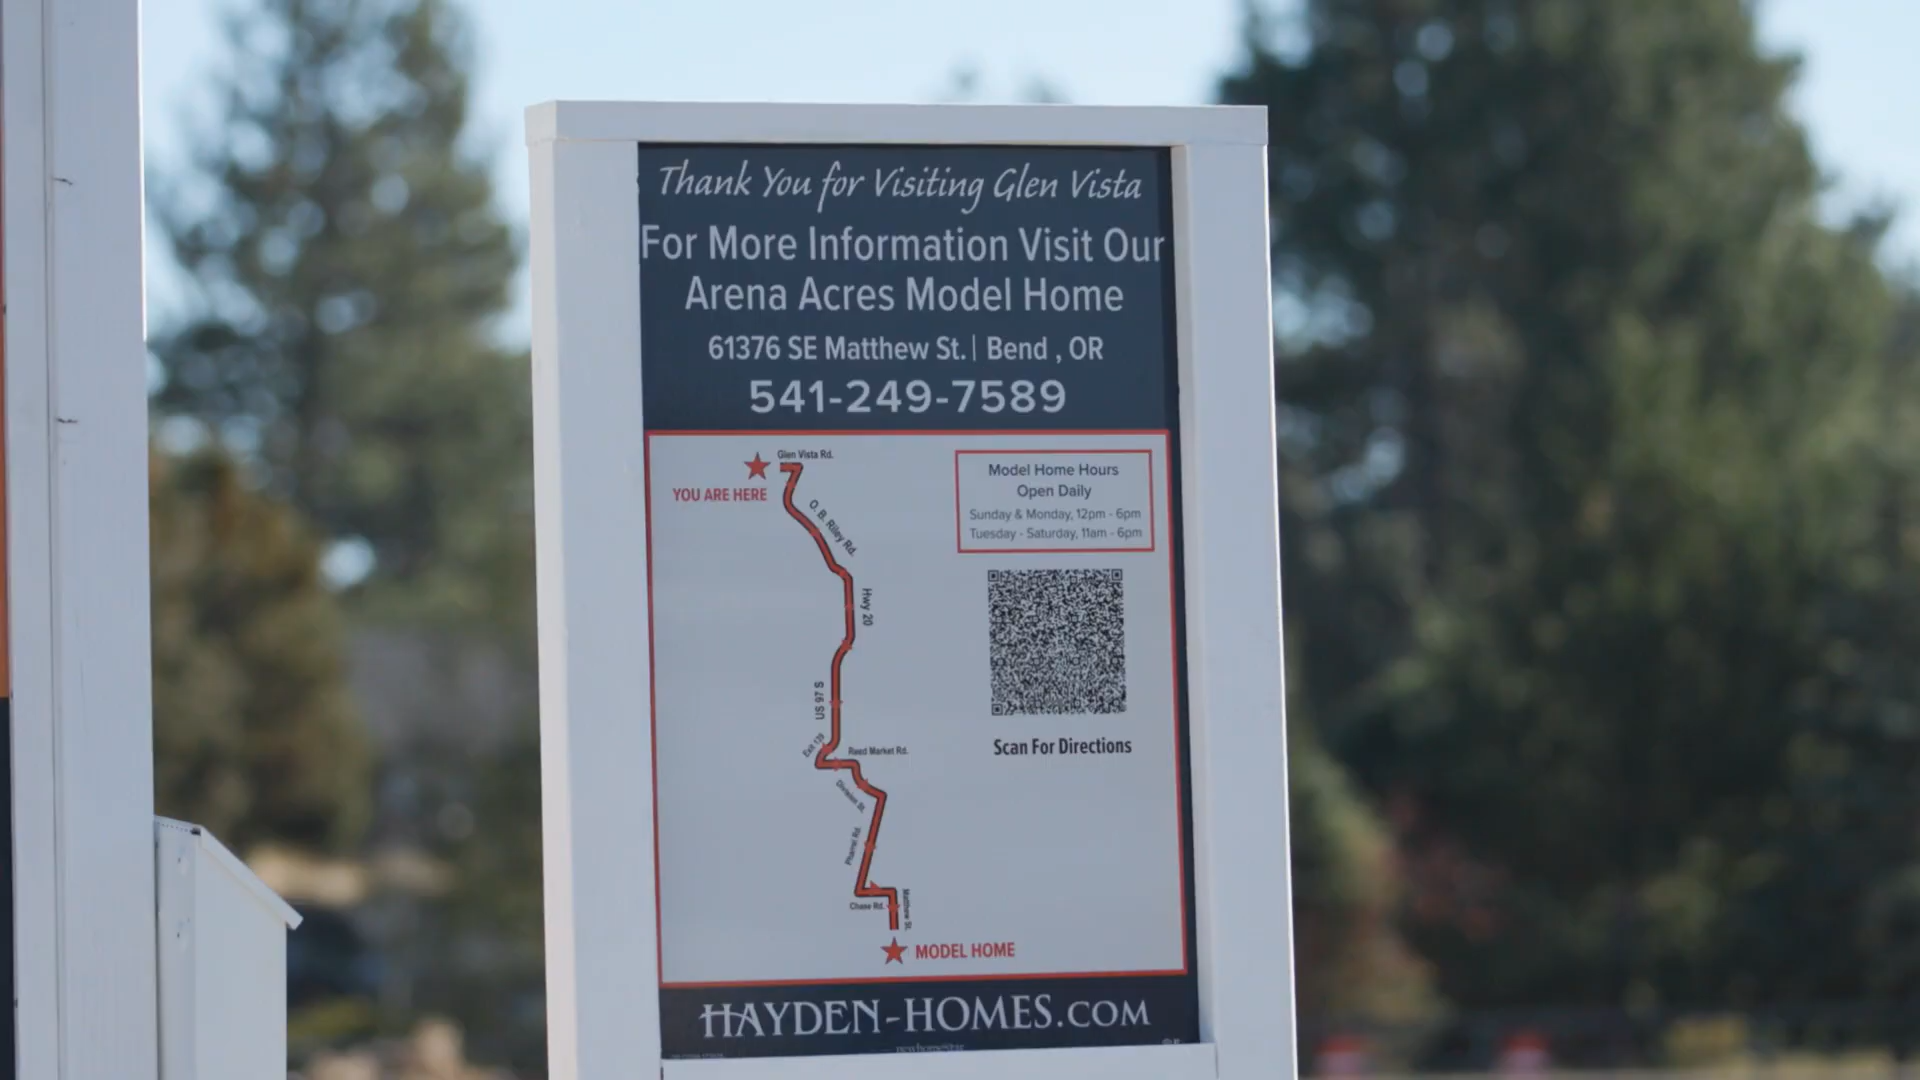 Thank You for Visiting Glen Vista
For More Information Visit Our
Arena Acres Model Home
61376 SE Matthew St. | Bend , OR
541-249-7589
Glen Vista Rd.
YOU ARE HERE
O. B. Riley Rd.
Hwy 20
US 97 S
Exit 139
Reed Market Rd.
Division St.
Rd.
Chase Rd.
Matthew St.
MODEL HOME
Model Home Hours
Open Daily
Sunday & Monday, 12pm - 6pm
Tuesday - Saturday, 11am - 6pm
Scan For Directions
HAYDEN-HOMES.COM